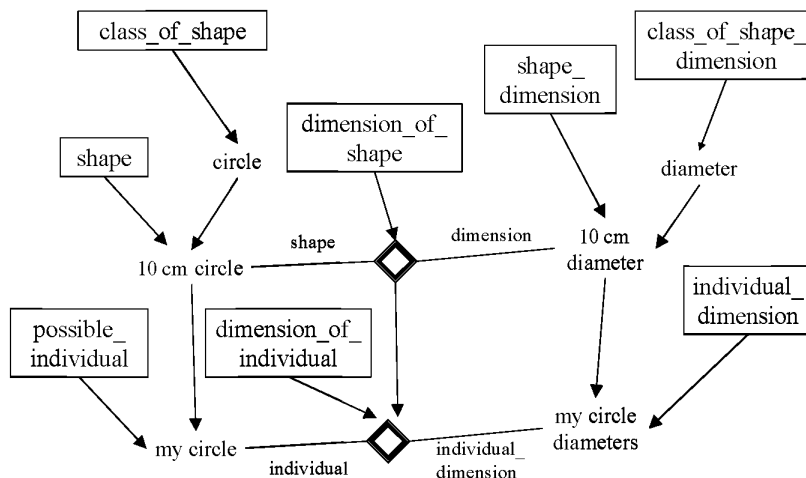 class_of_shape
class_of_shape_
dimension
shape_
dimension
dimension_of_
shape
shape
circle
diameter
shape
dimension
10 cm
diameter
10 cm circle
individual_
dimension
possible_
individual
dimension_of_
individual
my circle
diameters
my circle
individual
individual_
dimension